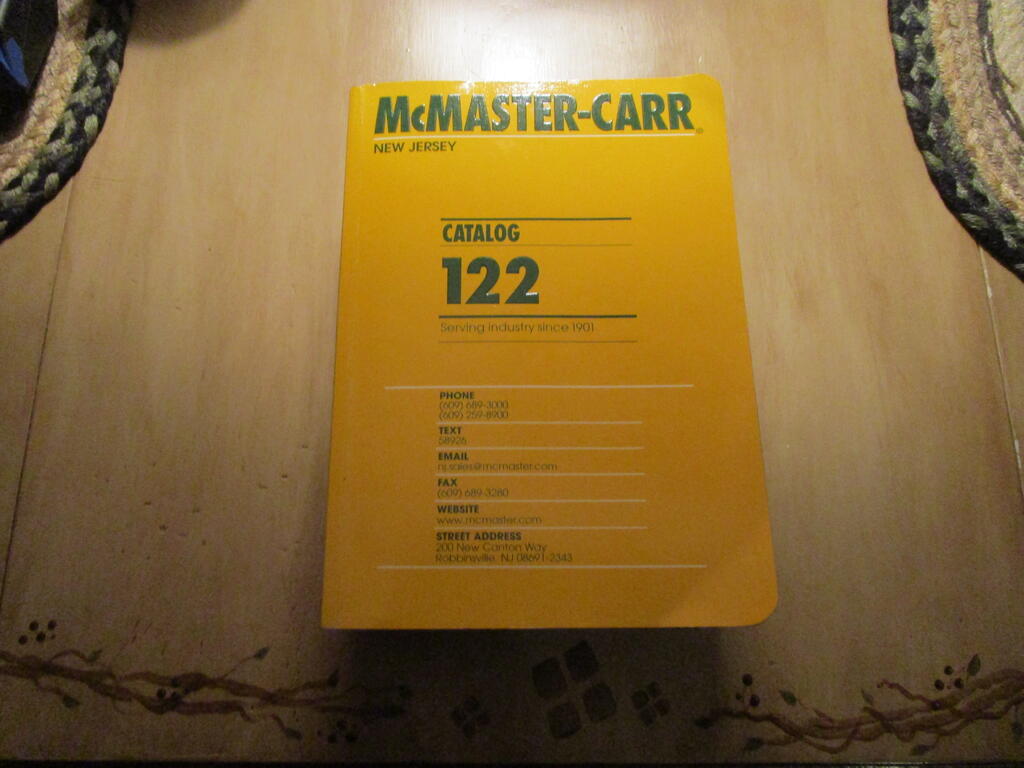 McMASTER-CARR®
NEW JERSEY
CATALOG
122
Serving industry since 1901
PHONE
(609) 689-3000
(609) 259-8900
TEXT
58926
EMAIL
nj.sales@mcmaster.com
FAX
(609) 689-3280
WEBSITE
www.mcmaster.com
STREET ADDRESS
200 New Canton Way
Robbinsville, NJ 08691-2343